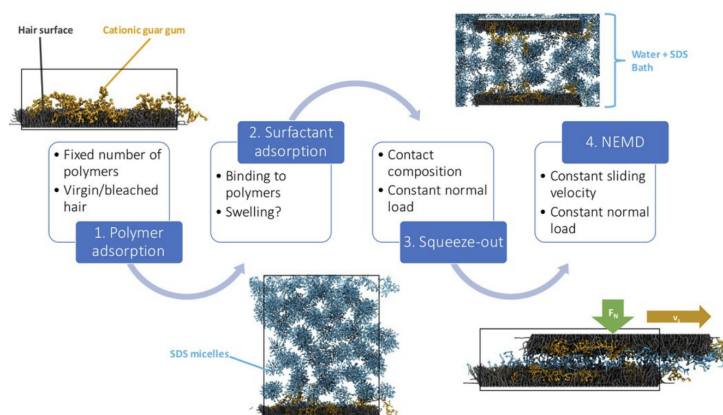 Hair surface
Cationic guar gum
Water + SDS
Bath
• Fixed number of
polymers
• Virgin/bleached
hair
1. Polymer
adsorption
2. Surfactant
adsorption
• Binding to
polymers
• Swelling?
• Contact
composition
• Constant normal
load
3. Squeeze-out
4. NEMD
• Constant sliding
velocity
• Constant normal
load
SDS micelles
FN
vs